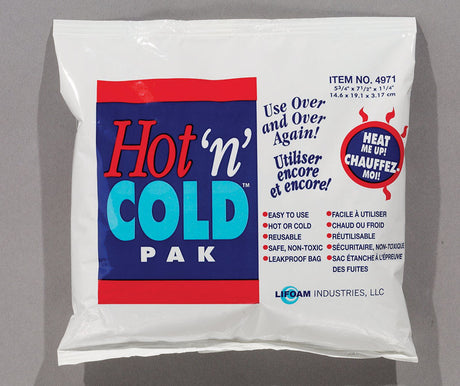 ITEM NO. 4971
5¾" x 7½" x 1¼"
14.6 x 19.1 x 3.17 cm
Hot 'n'
COLD™
PAK
Use Over
and Over
Again!
Utiliser
encore
et encore!
HEAT
ME UP!
CHAUFFEZ-
MOI!
•EASY TO USE
•HOT OR COLD
•REUSABLE
•SAFE, NON-TOXIC
•LEAKPROOF BAG
•FACILE À UTILISER
•CHAUD OU FROID
•RÉUTILISABLE
•SÉCURITAIRE, NON-TOXIQUE
•SAC ÉTANCHE À L'ÉPREUVE
DES FUITES
LIFOAM INDUSTRIES, LLC